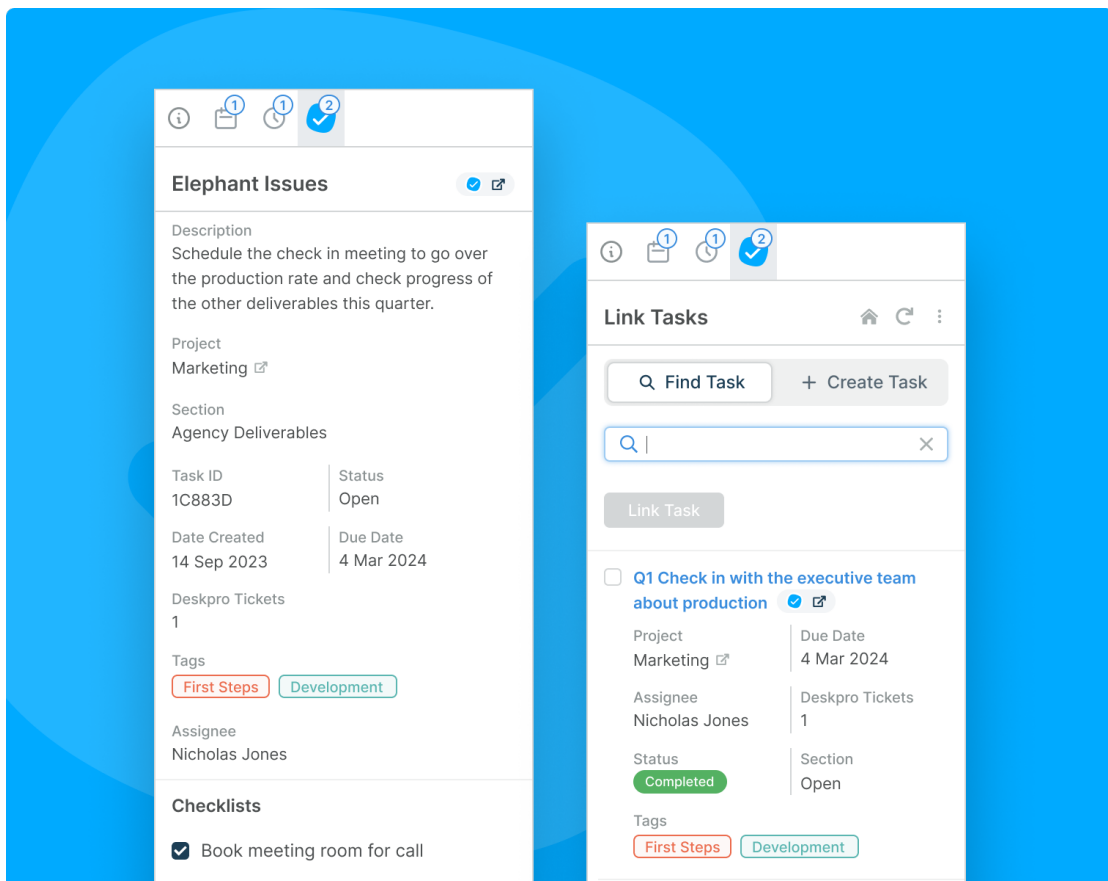 1
1
2
Elephant Issues
Description
Schedule the check in meeting to go over
the production rate and check progress of
the other deliverables this quarter.
Project
Marketing
Section
Agency Deliverables
Task ID
Status
1C883D
Open
Date Created
Due Date
14 Sep 2023
4 Mar 2024
Deskpro Tickets
1
Tags
First Steps
Development
Assignee
Nicholas Jones
Checklists
Book meeting room for call
1
1
2
Link Tasks
Find Task
+ Create Task
Link Task
Q1 Check in with the executive team
about production
Project
Due Date
Marketing
4 Mar 2024
Assignee
Deskpro Tickets
Nicholas Jones
1
Status
Section
Completed
Open
Tags
First Steps
Development